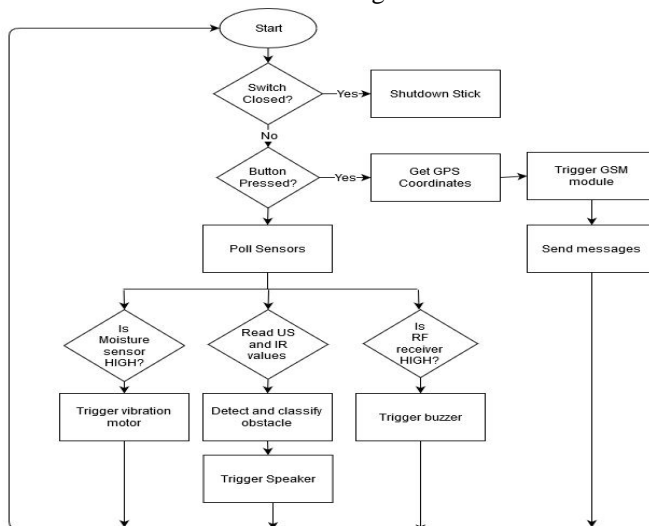 Start
Switch
Closed?
Yes
Shutdown Stick
No
Button
Pressed?
Yes
Get GPS
Coordinates
Trigger GSM
module
Poll Sensors
Send messages
Is
Moisture
sensor
HIGH?
Read US
and IR
values
Is
RF
receiver
HIGH?
Trigger vibration
motor
Detect and classify
obstacle
Trigger buzzer
Trigger Speaker